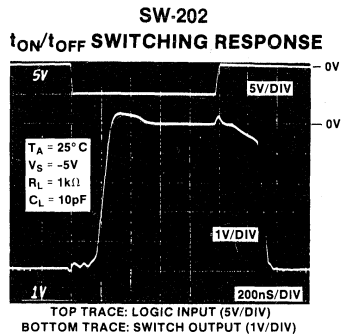 SW-202
tON/tOFF SWITCHING RESPONSE
5V
0V
5V/DIV
0V
TA = 25°C
VS = -5V
RL = 1kΩ
CL = 10pF
1V/DIV
1V
200nS/DIV
TOP TRACE: LOGIC INPUT (5V/DIV)
BOTTOM TRACE: SWITCH OUTPUT (1V/DIV)